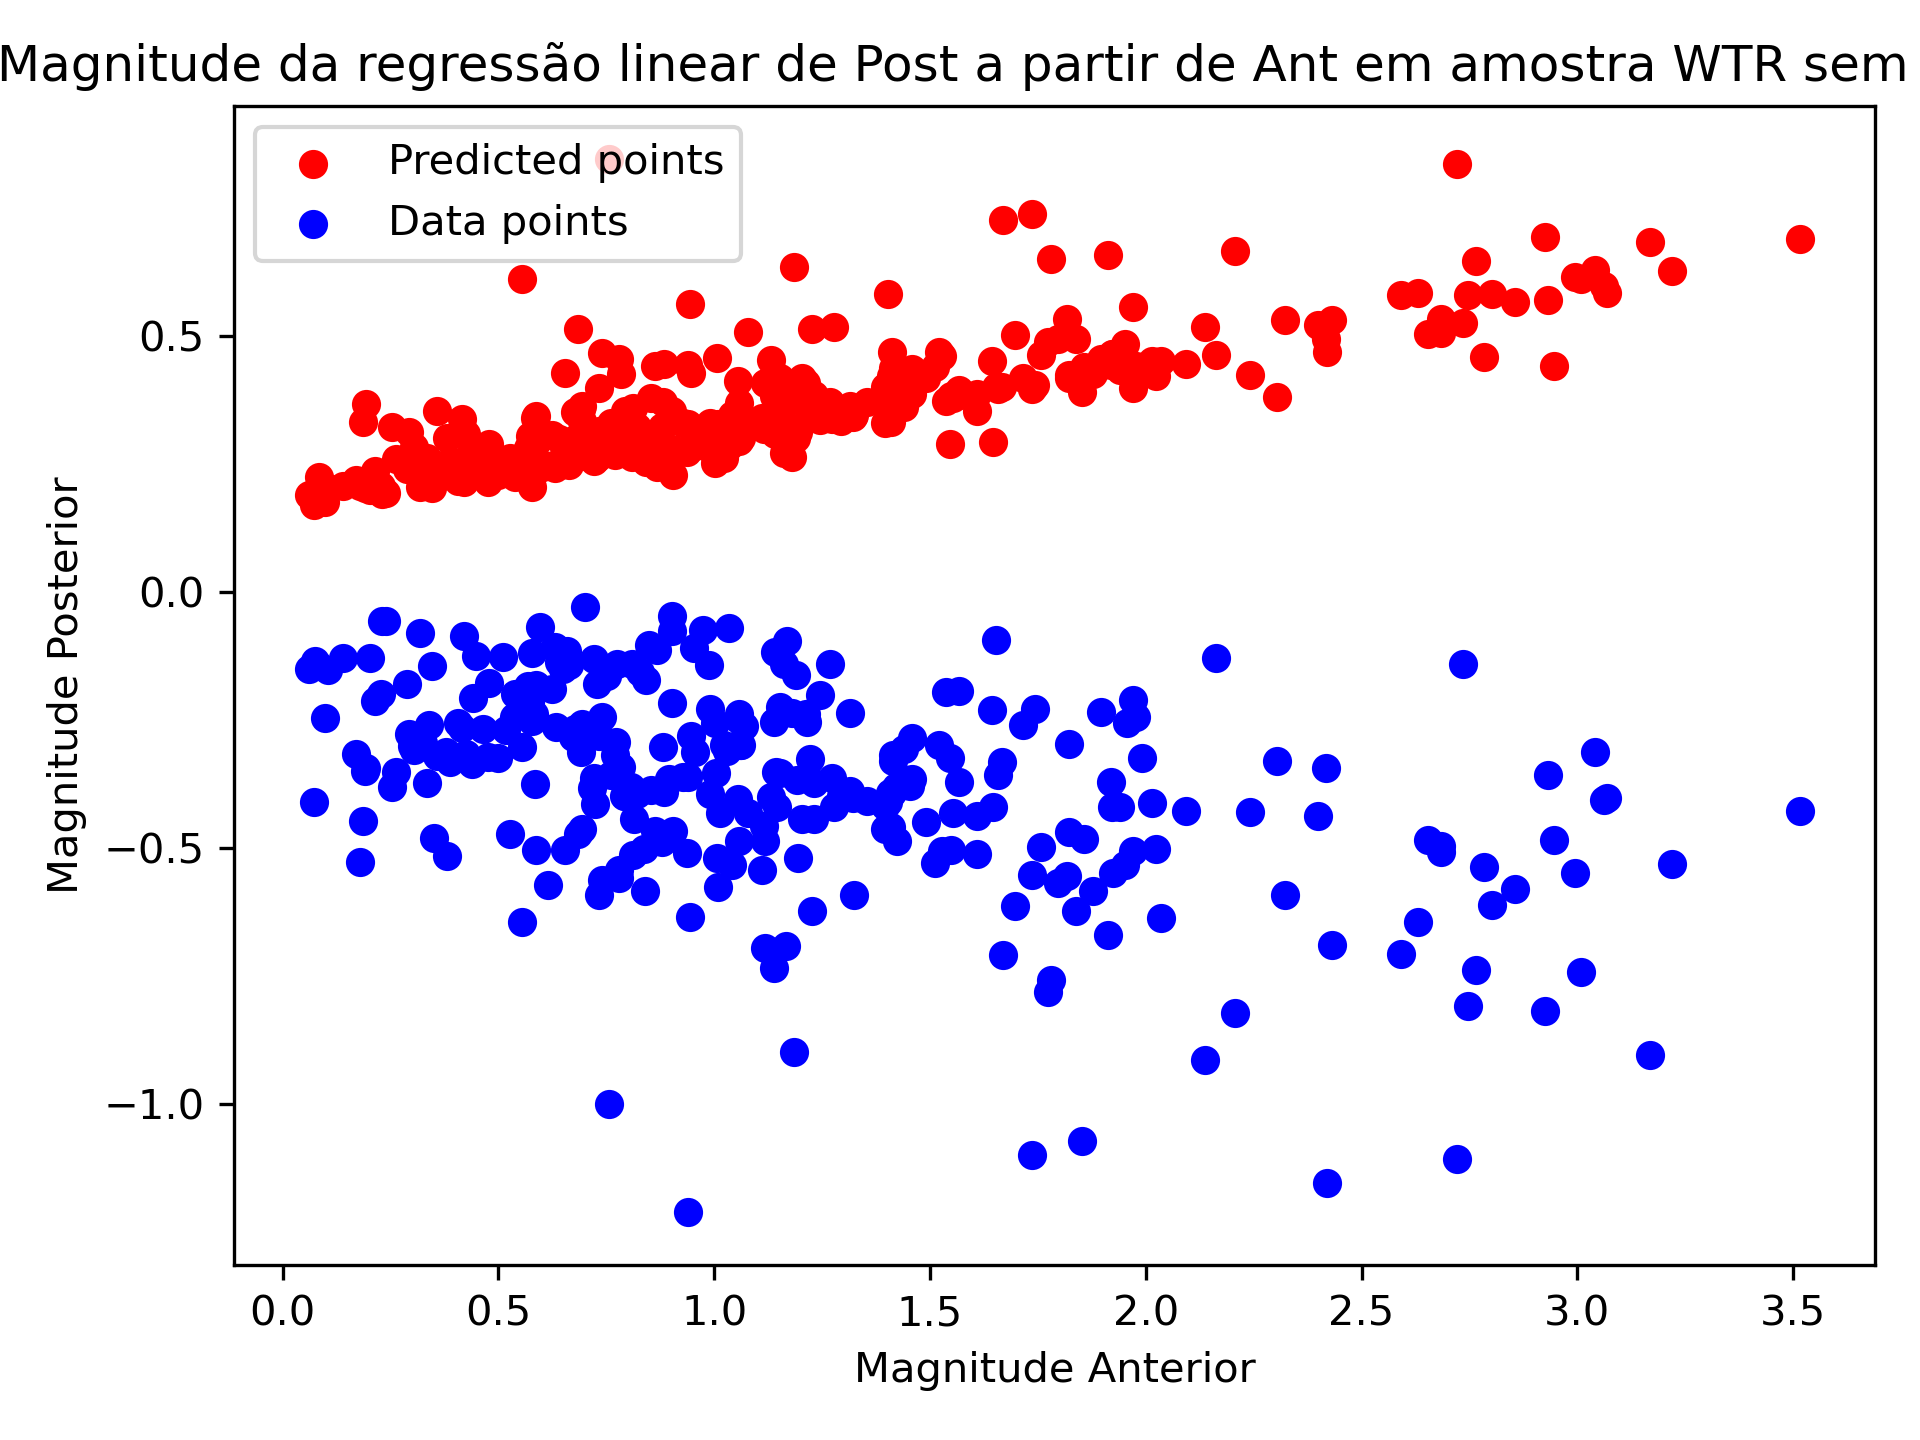 Magnitude da regressão linear de Post a partir de Ant em amostra WTR sem
Predicted points
Data points
0.5
0.0
−0.5
−1.0
Magnitude Posterior
0.0 0.5 1.0 1.5 2.0 2.5 3.0 3.5
Magnitude Anterior